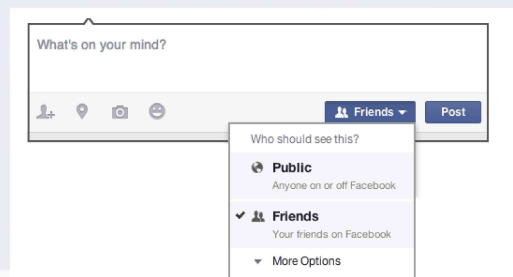 What's on your mind?
Friends Post
Who should see this?
Public
Anyone on or off Facebook
Friends
Your friends on Facebook
More Options